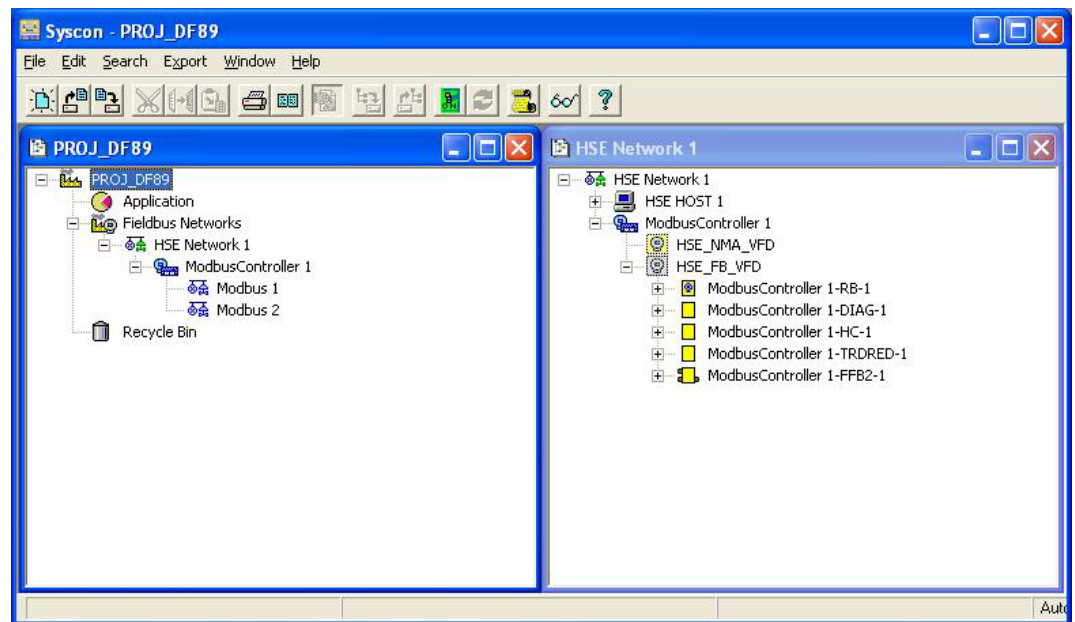 Syscon - PROJ_DF89
File Edit Search Export Window Help
PROJ_DF89
PROJ_DF89
Application
Fieldbus Networks
HSE Network 1
ModbusController 1
Modbus 1
Modbus 2
Recycle Bin
HSE Network 1
HSE Network 1
HSE HOST 1
ModbusController 1
HSE_NMA_VFD
HSE_FB_VFD
ModbusController 1-RB-1
ModbusController 1-DIAG-1
ModbusController 1-HC-1
ModbusController 1-TRDRED-1
ModbusController 1-FFB2-1